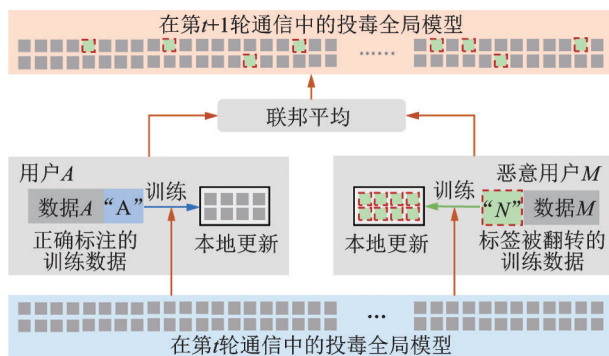 在第t+1轮通信中的投毒全局模型
······
联邦平均
用户A
数据A “A”
训练
正确标注的
训练数据
本地更新
恶意用户M
训练
“N” 数据M
本地更新
标签被翻转的
训练数据
···
在第t轮通信中的投毒全局模型